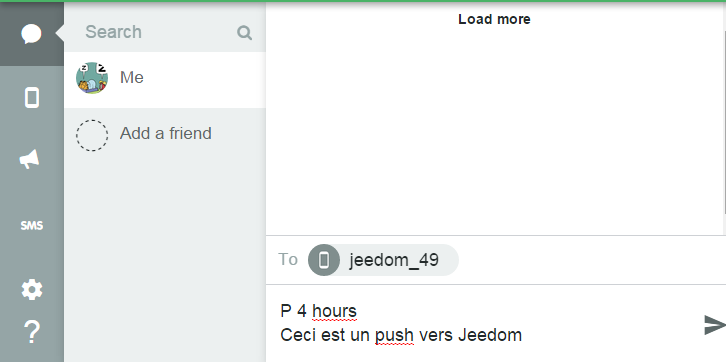 Load more
Search
Me
Add a friend
SMS
?
To jeedom_49
P 4 hours
Ceci est un push vers Jeedom